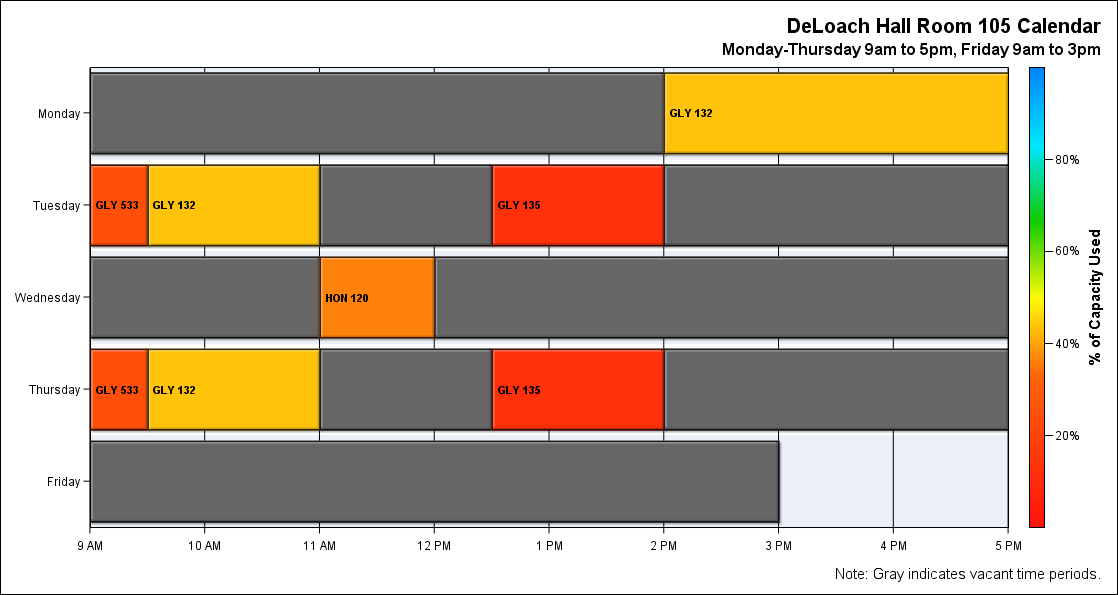 DeLoach Hall Room 105 Calendar
Monday-Thursday 9am to 5pm, Friday 9am to 3pm
Monday
GLY 132
80%
Tuesday
GLY 533
GLY 132
GLY 135
60%
% of Capacity Used
Wednesday
HON 120
40%
Thursday
GLY 533
GLY 132
GLY 135
20%
Friday
9 AM
10 AM
11 AM
12 PM
1 PM
2 PM
3 PM
4 PM
5 PM
Note: Gray indicates vacant time periods.